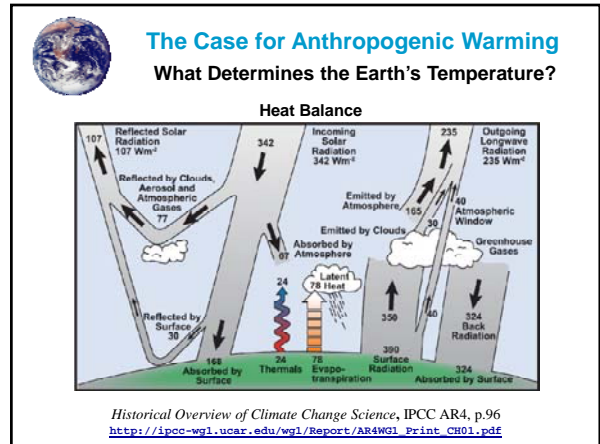 The Case for Anthropogenic Warming
What Determines the Earth's Temperature?
Heat Balance
107
Reflected Solar
Radiation
107 Wm-2
342
Incoming
Solar
Radiation
342 Wm-2
235
Outgoing
Longwave
Radiation
235 Wm-2
Reflected by Clouds,
Aerosol and
Atmospheric
Gases
77
Emitted by
Atmosphere
165
40
Atmospheric
Window
30
Emitted by Clouds
Greenhouse
Gases
67
Absorbed by
Atmosphere
24
Latent
78 Heat
Reflected by
Surface
30
350
40
324
Back
Radiation
168
Absorbed by
Surface
24
Thermals
78
Evapo-
transpiration
390
Surface
Radiation
324
Absorbed by Surface
Historical Overview of Climate Change Science, IPCC AR4, p.96
http://ipcc-wg1.ucar.edu/wg1/Report/AR4WG1_Print_CH01.pdf